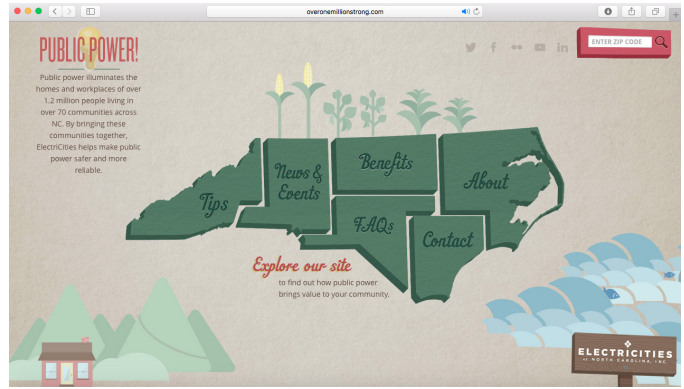 overonemillionstrong.com
PUBLIC POWER!
Public power illuminates the
homes and workplaces of over
1.2 million people living in
over 70 communities across
NC. By bringing these
communities together,
ElectriCities helps make public
power safer and more
reliable.
f
in
ENTER ZIP CODE
Tips
News &
Events
Benefits
FAQs
About
Contact
Explore our site
to find out how public power
brings value to your community.
ELECTRICITIES
OF NORTH CAROLINA, INC.